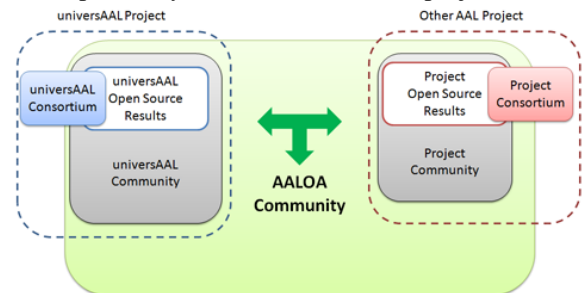 universAAL Project
Other AAL Project
universAAL
Consortium
universAAL
Open Source
Results
universAAL
Community
AALOA
Community
Project
Open Source
Results
Project
Consortium
Project
Community